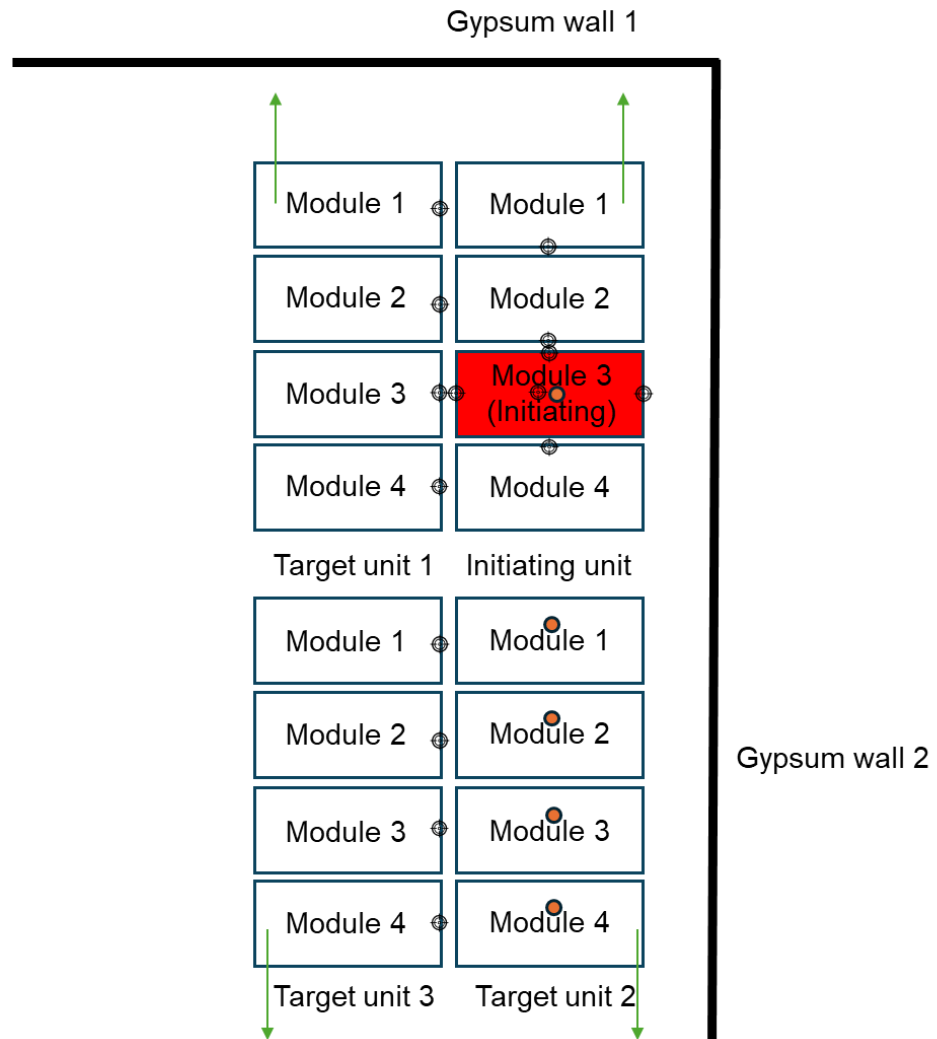 Gypsum wall 1
Module 1
Module 1
Module 2
Module 2
Module 3
Module 3
(Initiating)
Module 4
Module 4
Target unit 1
Initiating unit
Module 1
Module 1
Module 2
Module 2
Gypsum wall 2
Module 3
Module 3
Module 4
Module 4
Target unit 3
Target unit 2